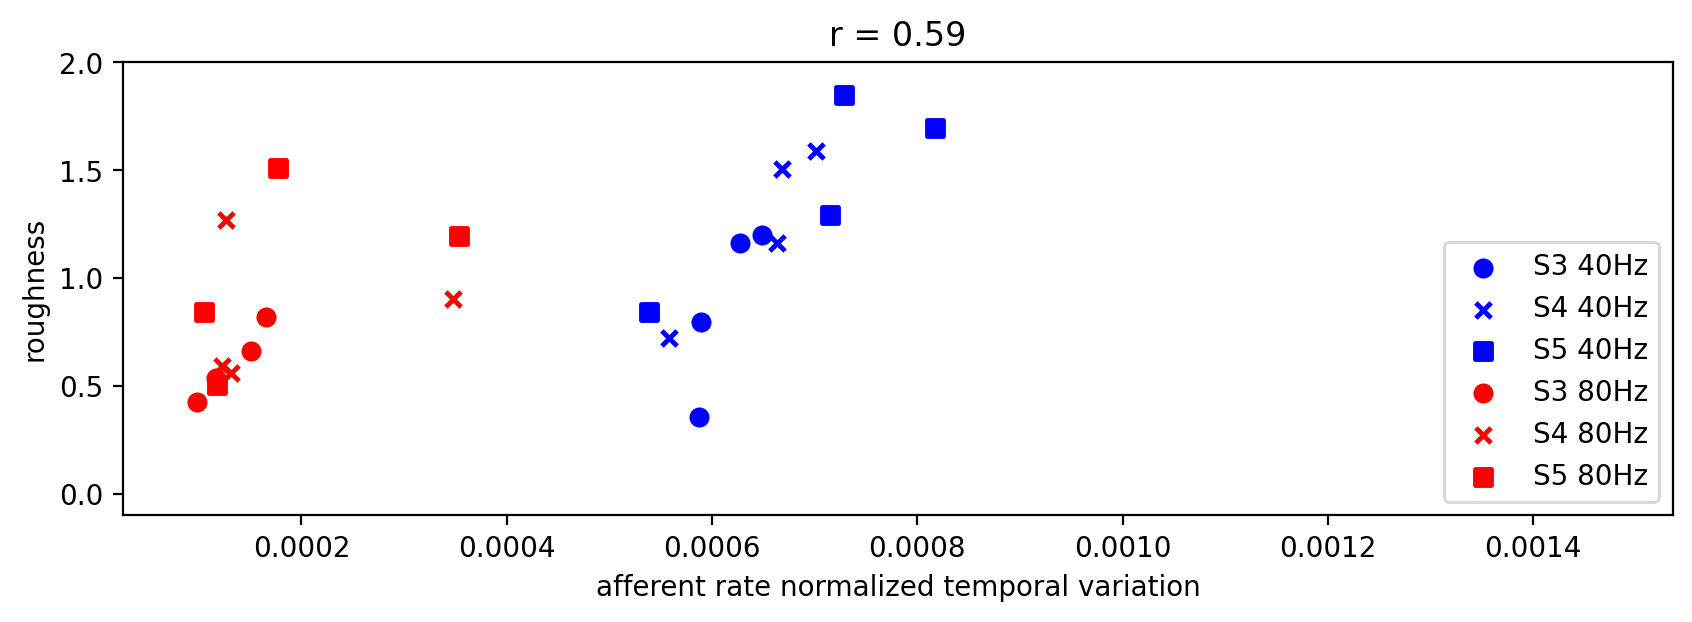 r = 0.59
2.0
1.5
1.0
0.5
0.0
roughness
S3 40Hz
S4 40Hz
S5 40Hz
S3 80Hz
S4 80Hz
S5 80Hz
0.0002 0.0004 0.0006 0.0008 0.0010 0.0012 0.0014
afferent rate normalized temporal variation